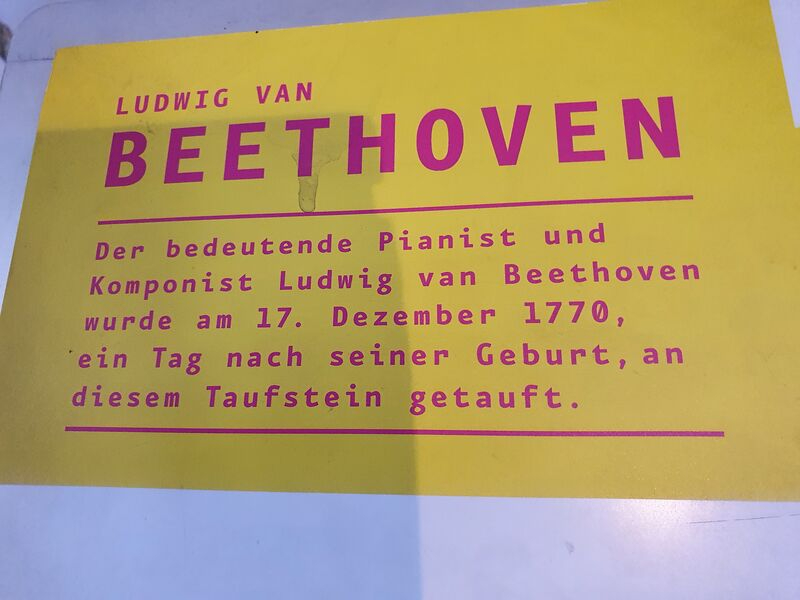 LUDWIG VAN
BEETHOVEN
Der bedeutende Pianist und
Komponist Ludwig van Beethoven
wurde am 17. Dezember 1770,
ein Tag nach seiner Geburt, an
diesem Taufstein getauft.